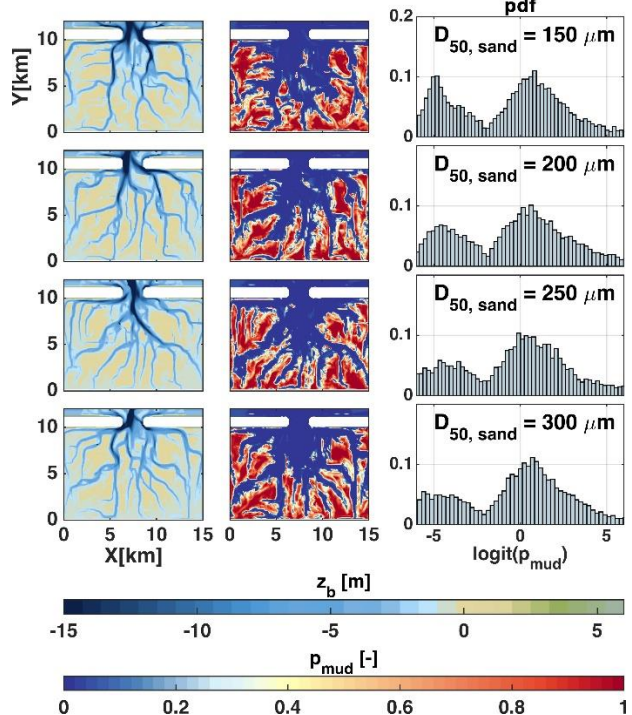 pdf
Y[km]
10
5
0
0.2
0.1
0
D50, sand = 150 μm
10
5
0
0.1
0
D50, sand = 200 μm
10
5
0
0.1
0
D50, sand = 250 μm
10
5
0
0.1
0
D50, sand = 300 μm
0 5 10 15
0 5 10 15
-5 0 5
X[km]
logit(pmud)
zb [m]
-15 -10 -5 0 5
pmud [-]
0 0.2 0.4 0.6 0.8 1